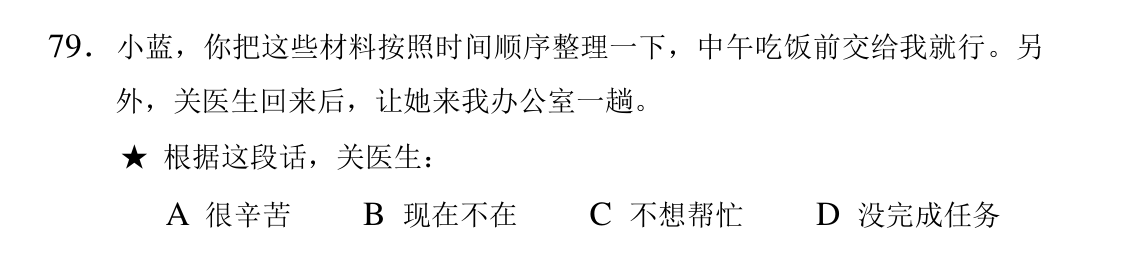 79. 小蓝，你把这些材料按照时间顺序整理一下，中午吃饭前交给我就行。另
外，关医生回来后，让她来我办公室一趟。
★ 根据这段话，关医生：
A 很辛苦 B 现在不在 C 不想帮忙 D 没完成任务